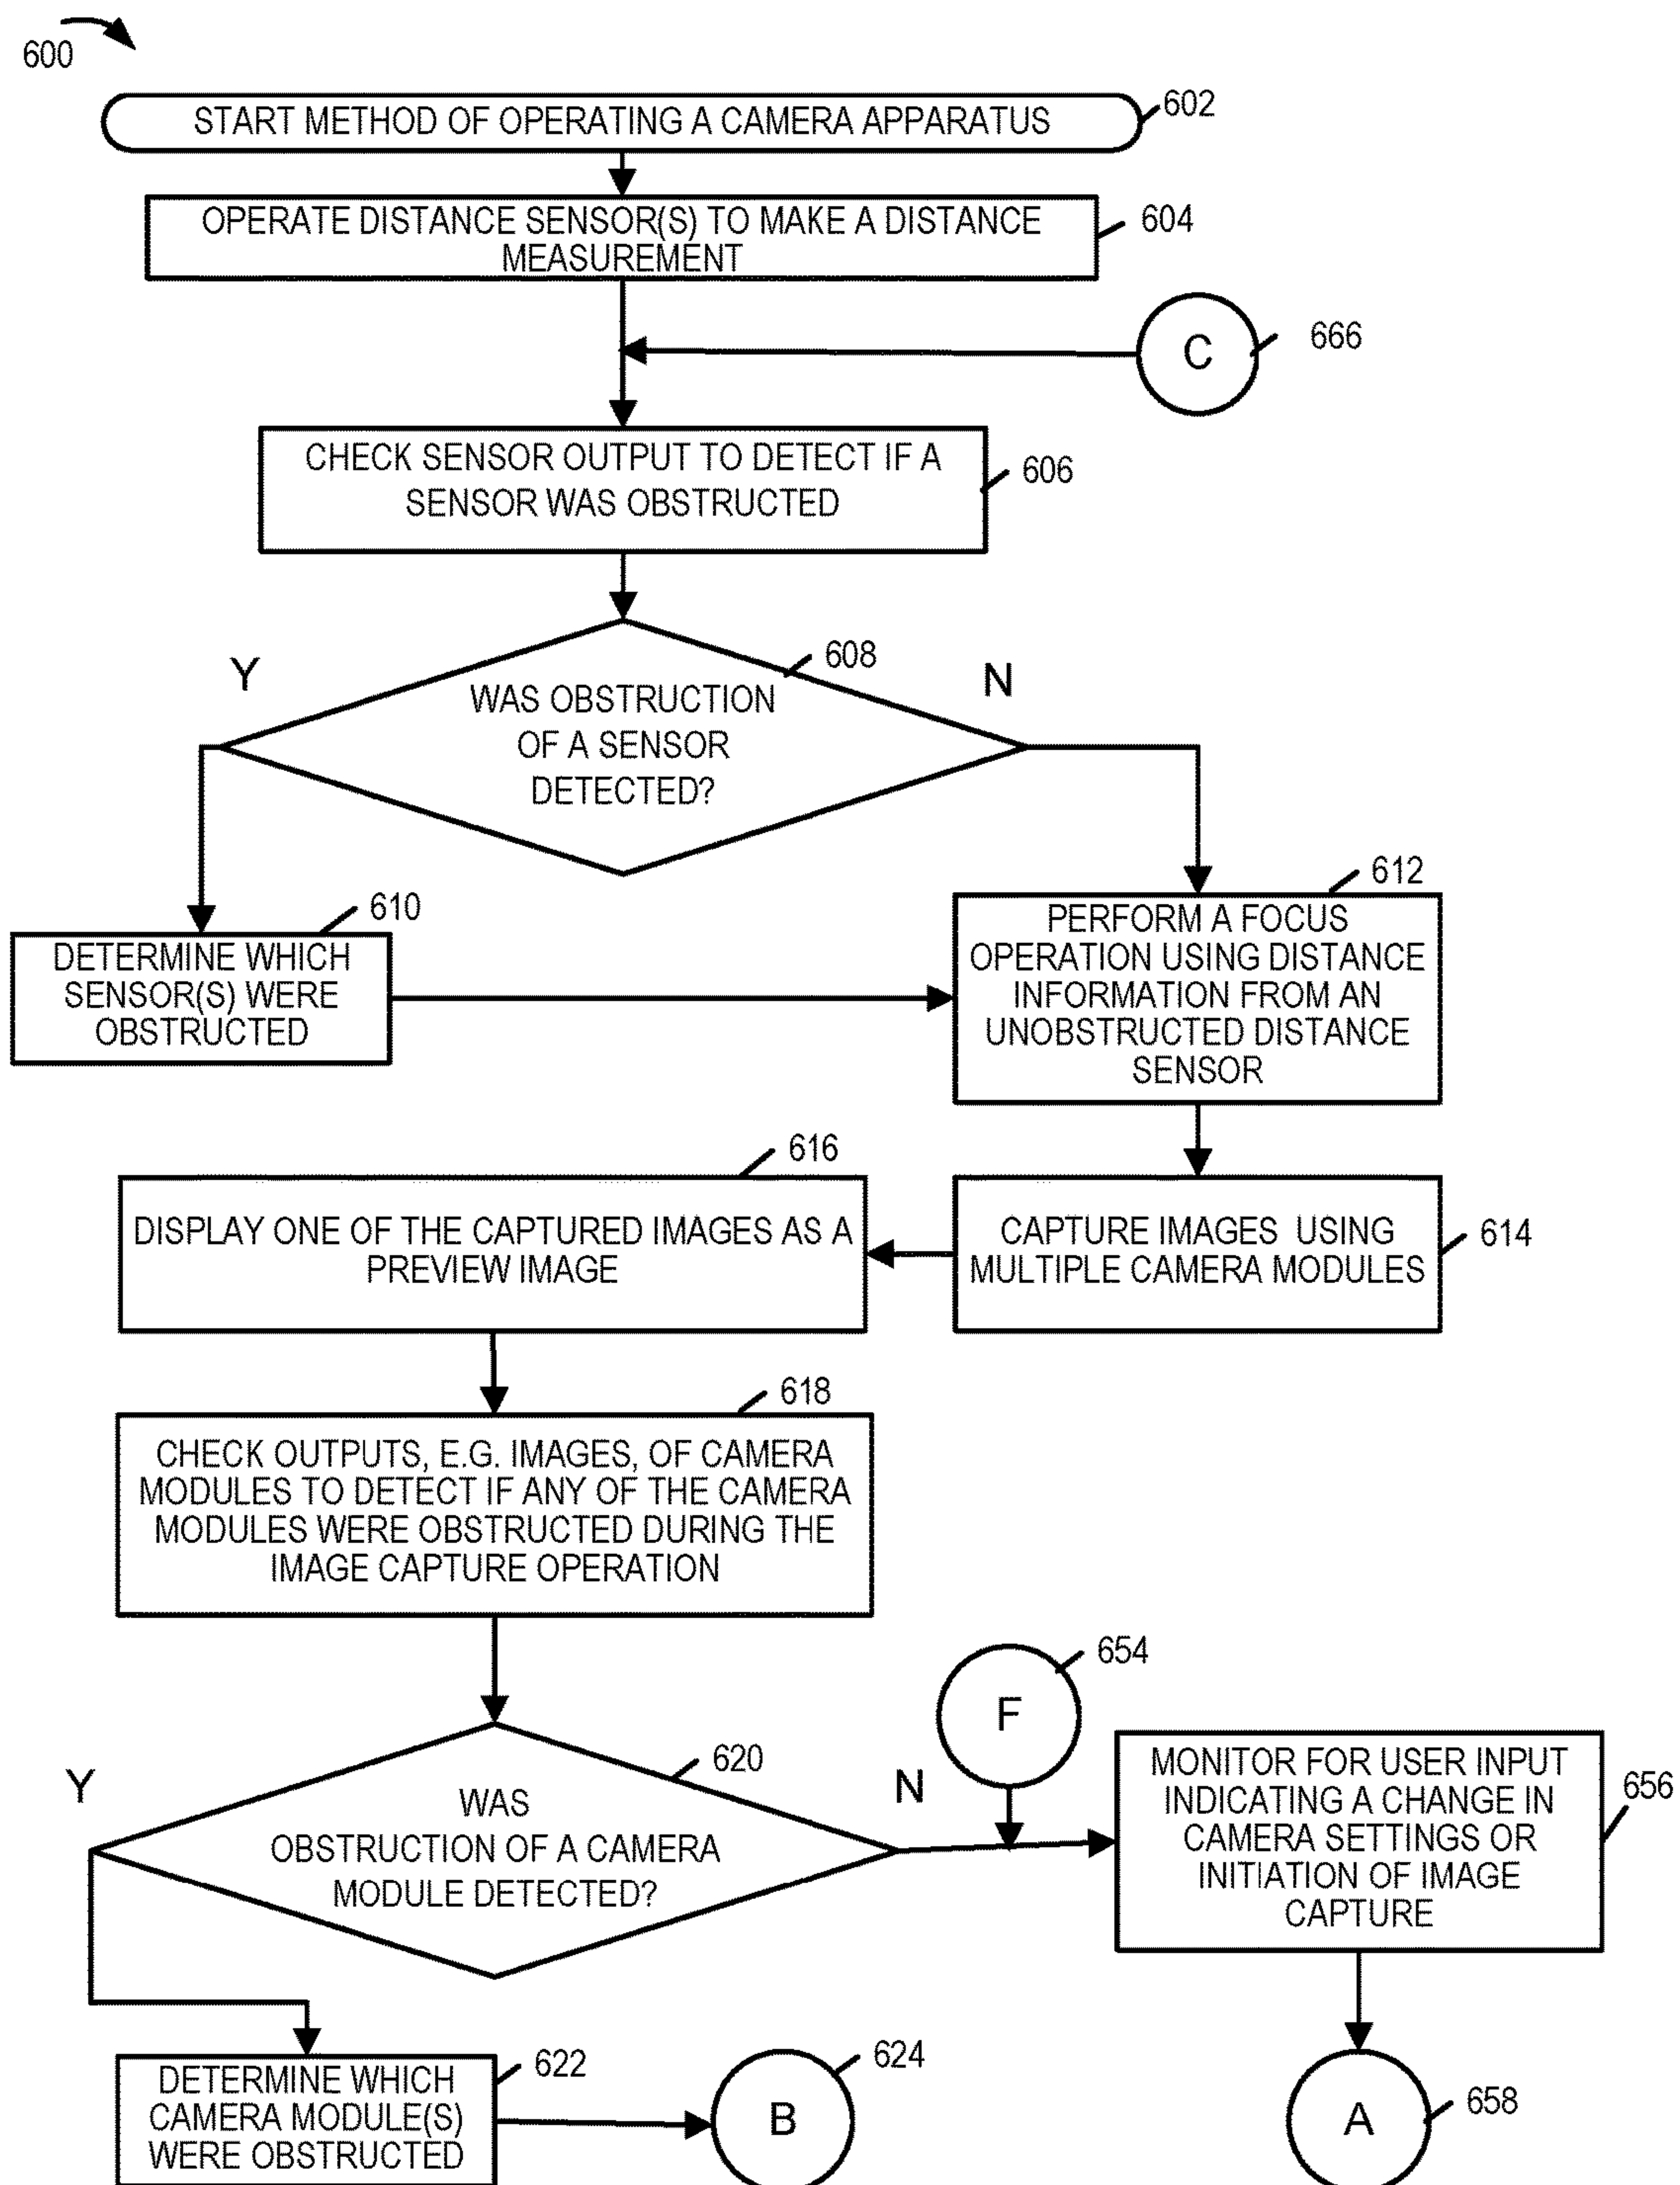 600
START METHOD OF OPERATING A CAMERA APPARATUS
602
OPERATE DISTANCE SENSOR(S) TO MAKE A DISTANCE
MEASUREMENT
604
C
666
CHECK SENSOR OUTPUT TO DETECT IF A
SENSOR WAS OBSTRUCTED
606
608
Y
N
WAS OBSTRUCTION
OF A SENSOR
DETECTED?
610
DETERMINE WHICH
SENSOR(S) WERE
OBSTRUCTED
612
PERFORM A FOCUS
OPERATION USING DISTANCE
INFORMATION FROM AN
UNOBSTRUCTED DISTANCE
SENSOR
616
DISPLAY ONE OF THE CAPTURED IMAGES AS A
PREVIEW IMAGE
CAPTURE IMAGES USING
MULTIPLE CAMERA MODULES
614
618
CHECK OUTPUTS, E.G. IMAGES, OF CAMERA
MODULES TO DETECT IF ANY OF THE CAMERA
MODULES WERE OBSTRUCTED DURING THE
IMAGE CAPTURE OPERATION
654
F
620
Y
N
WAS
OBSTRUCTION OF A CAMERA
MODULE DETECTED?
MONITOR FOR USER INPUT
INDICATING A CHANGE IN
CAMERA SETTINGS OR
INITIATION OF IMAGE
CAPTURE
656
DETERMINE WHICH
CAMERA MODULE(S)
WERE OBSTRUCTED
622
B
624
A
658